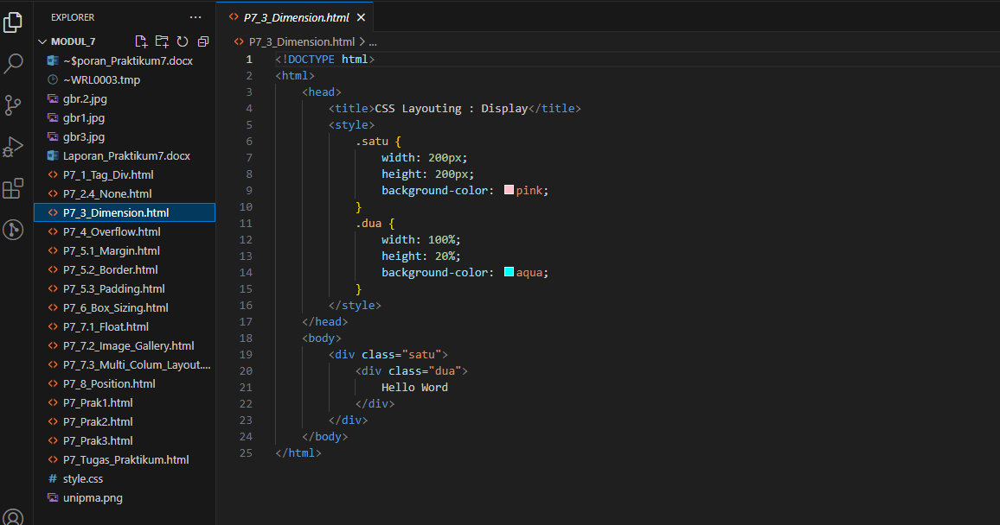 EXPLORER ...
MODUL_7
~$poran_Praktikum7.docx
~WRL0003.tmp
gbr.2.jpg
gbr1.jpg
gbr3.jpg
Laporan_Praktikum7.docx
P7_1_Tag_Div.html
P7_2.4_None.html
P7_3_Dimension.html
P7_4_Overflow.html
P7_5.1_Margin.html
P7_5.2_Border.html
P7_5.3_Padding.html
P7_6_Box_Sizing.html
P7_7.1_Float.html
P7_7.2_Image_Gallery.html
P7_7.3_Multi_Colum_Layout....
P7_8_Position.html
P7_Prak1.html
P7_Prak2.html
P7_Prak3.html
P7_Tugas_Praktikum.html
# style.css
unipma.png
<> P7_3_Dimension.html ×
<> P7_3_Dimension.html > ...
1 <!DOCTYPE html>
2 <html>
3 <head>
4 <title>CSS Layouting : Display</title>
5 <style>
6 .satu {
7 width: 200px;
8 height: 200px;
9 background-color: pink;
10 }
11 .dua {
12 width: 100%;
13 height: 20%;
14 background-color: aqua;
15 }
16 </style>
17 </head>
18 <body>
19 <div class="satu">
20 <div class="dua">
21 Hello Word
22 </div>
23 </div>
24 </body>
25 </html>